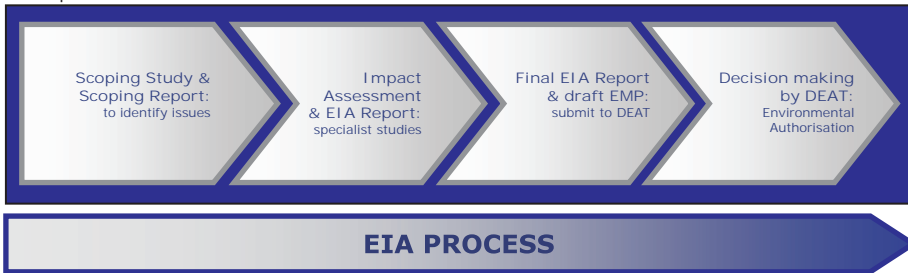 Scoping Study &
Scoping Report:
to identify issues
Impact
Assessment
& EIA Report:
specialist studies
Final EIA Report
& draft EMP:
submit to DEAT
Decision making
by DEAT:
Environmental
Authorisation
EIA PROCESS